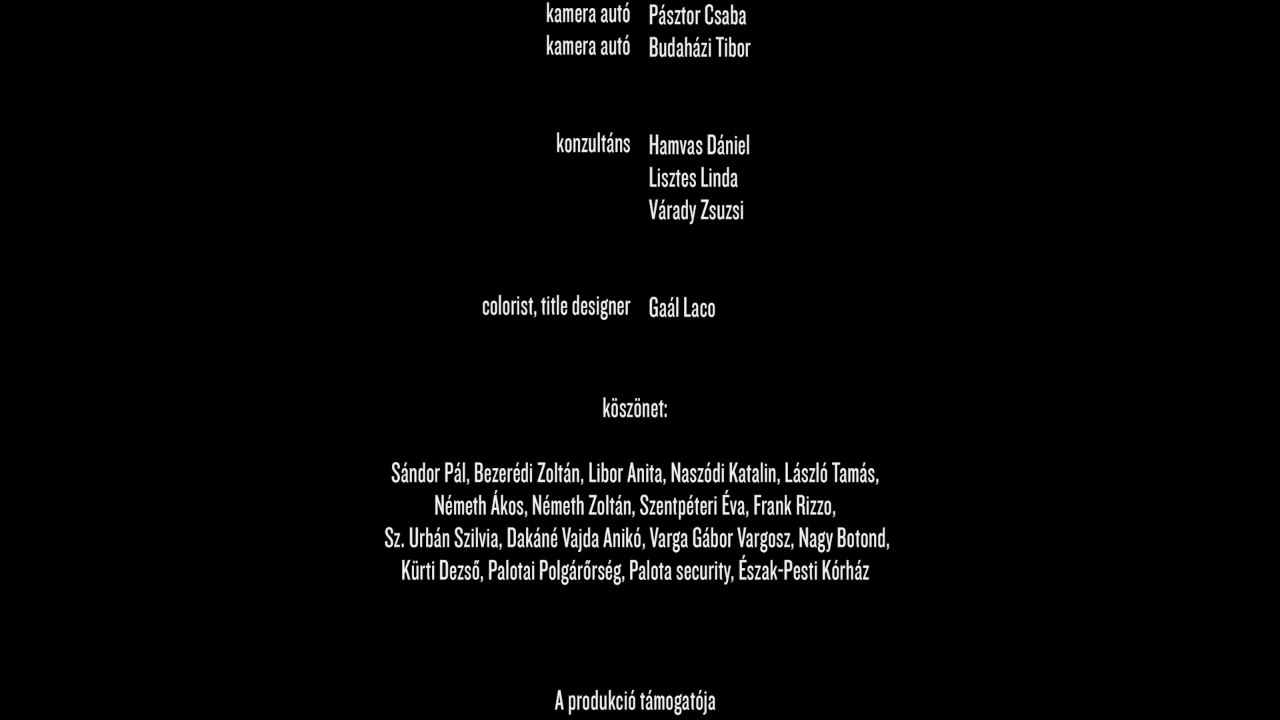 kamera autó Pásztor Csaba
kamera autó Budaházi Tibor
konzultáns Hamvas Dániel
Lisztes Linda
Várady Zsuzsi
colorist, title designer Gaál Laco
köszönet:
Sándor Pál, Bezerédi Zoltán, Libor Anita, Naszódi Katalin, László Tamás,
Németh Ákos, Németh Zoltán, Szentpéteri Éva, Frank Rizzo,
Sz. Urbán Szilvia, Dakáné Vajda Anikó, Varga Gábor Vargosz, Nagy Botond,
Kürti Dezső, Palotai Polgárőrség, Palota security, Észak-Pesti Kórház
A produkció támogatója